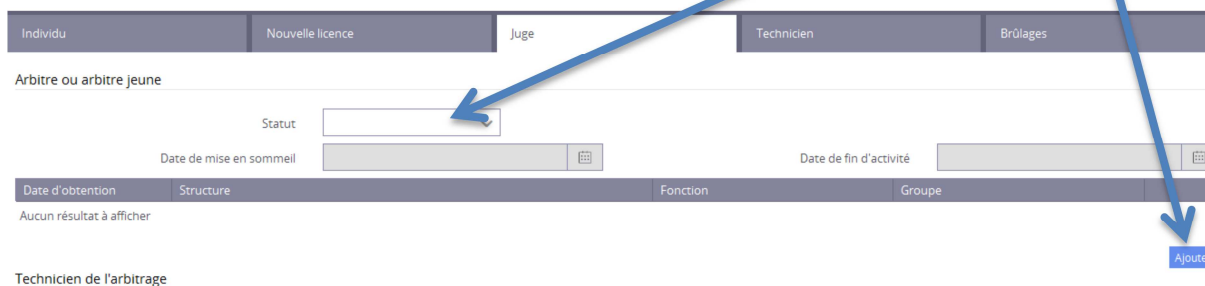 Individu Nouvelle licence Juge Technicien Brûlages
Arbitre ou arbitre jeune
Statut
Date de mise en sommeil Date de fin d'activité
Date d'obtention Structure Fonction Groupe
Aucun résultat à afficher
Ajoute
Technicien de l'arbitrage